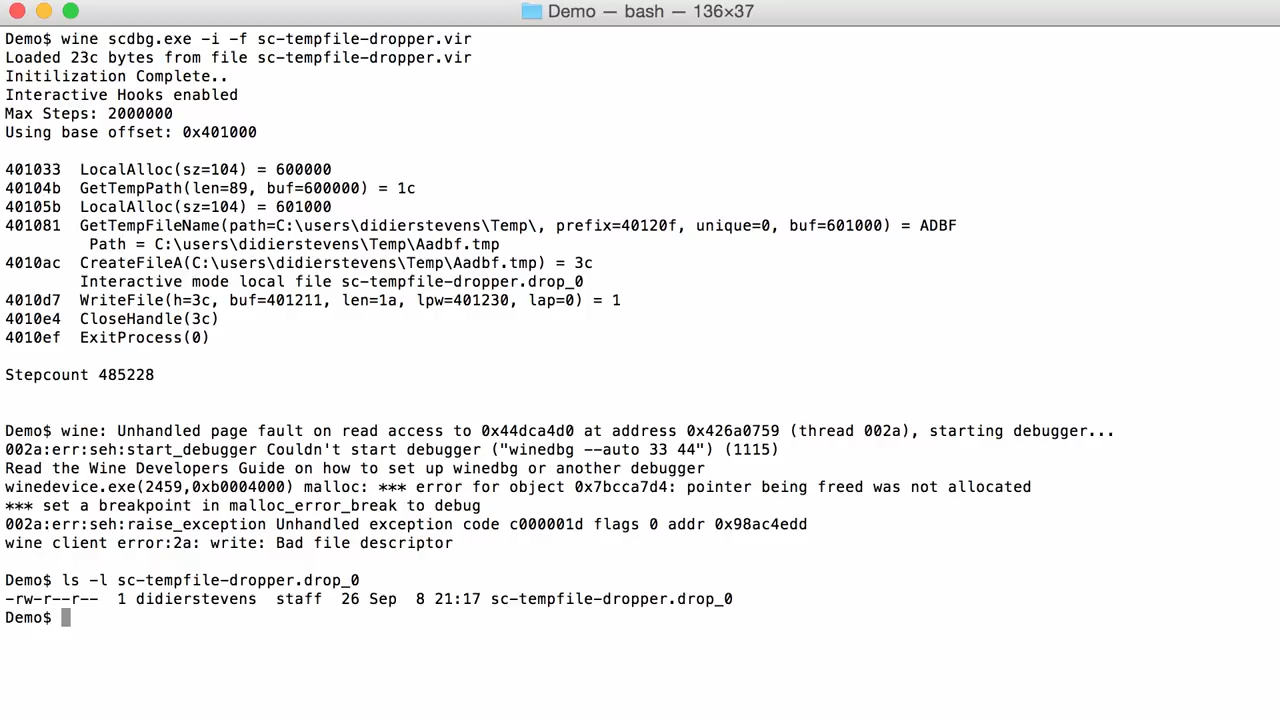 Demo — bash — 136×37
Demo$ wine scdbg.exe -i -f sc-tempfile-dropper.vir
Loaded 23c bytes from file sc-tempfile-dropper.vir
Initilization Complete..
Interactive Hooks enabled
Max Steps: 2000000
Using base offset: 0x401000
401033  LocalAlloc(sz=104) = 600000
40104b  GetTempPath(len=89, buf=600000) = 1c
40105b  LocalAlloc(sz=104) = 601000
401081  GetTempFileName(path=C:\users\didierstevens\Temp\, prefix=40120f, unique=0, buf=601000) = ADBF
Path = C:\users\didierstevens\Temp\Aadbf.tmp
4010ac  CreateFileA(C:\users\didierstevens\Temp\Aadbf.tmp) = 3c
Interactive mode local file sc-tempfile-dropper.drop_0
4010d7  WriteFile(h=3c, buf=401211, len=1a, lpw=401230, lap=0) = 1
4010e4  CloseHandle(3c)
4010ef  ExitProcess(0)
Stepcount 485228
Demo$ wine: Unhandled page fault on read access to 0x44dca4d0 at address 0x426a0759 (thread 002a), starting debugger...
002a:err:seh:start_debugger Couldn't start debugger ("winedbg --auto 33 44") (1115)
Read the Wine Developers Guide on how to set up winedbg or another debugger
winedevice.exe(2459,0xb0004000) malloc: *** error for object 0x7bcca7d4: pointer being freed was not allocated
*** set a breakpoint in malloc_error_break to debug
002a:err:seh:raise_exception Unhandled exception code c000001d flags 0 addr 0x98ac4edd
wine client error:2a: write: Bad file descriptor
Demo$ ls -l sc-tempfile-dropper.drop_0
-rw-r--r--  1 didierstevens  staff  26 Sep  8 21:17 sc-tempfile-dropper.drop_0
Demo$